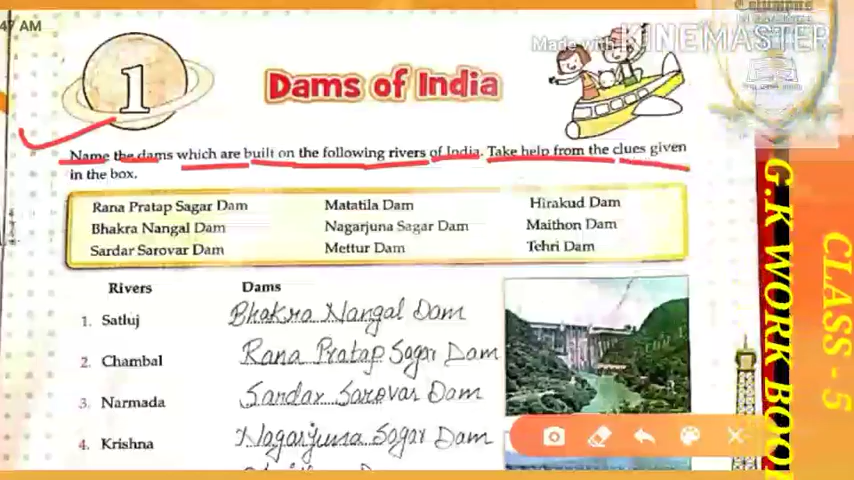 47 AM
Made with KINEMASTER
Columbus
1
Dams of India
Name the dams which are built on the following rivers of India. Take help from the clues given
in the box.
Rana Pratap Sagar Dam Matatila Dam Hirakud Dam
Bhakra Nangal Dam Nagarjuna Sagar Dam Maithon Dam
Sardar Sarovar Dam Mettur Dam Tehri Dam
Rivers Dams
1. Satluj Bhakra Nangal Dam
2. Chambal Rana Pratap Sagar Dam
3. Narmada Sardar Sarovar Dam
4. Krishna Nagarjuna Sagar Dam
G.K WORK BOOK
CLASS - 5